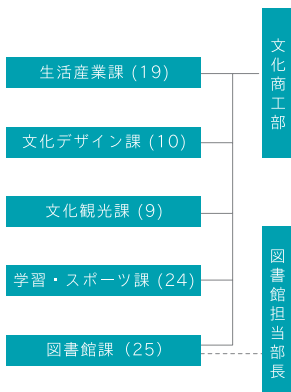 文化商工部
生活産業課 (19)
文化デザイン課 (10)
文化観光課 (9)
学習・スポーツ課 (24)
図書館課（25）
図書館担当部長